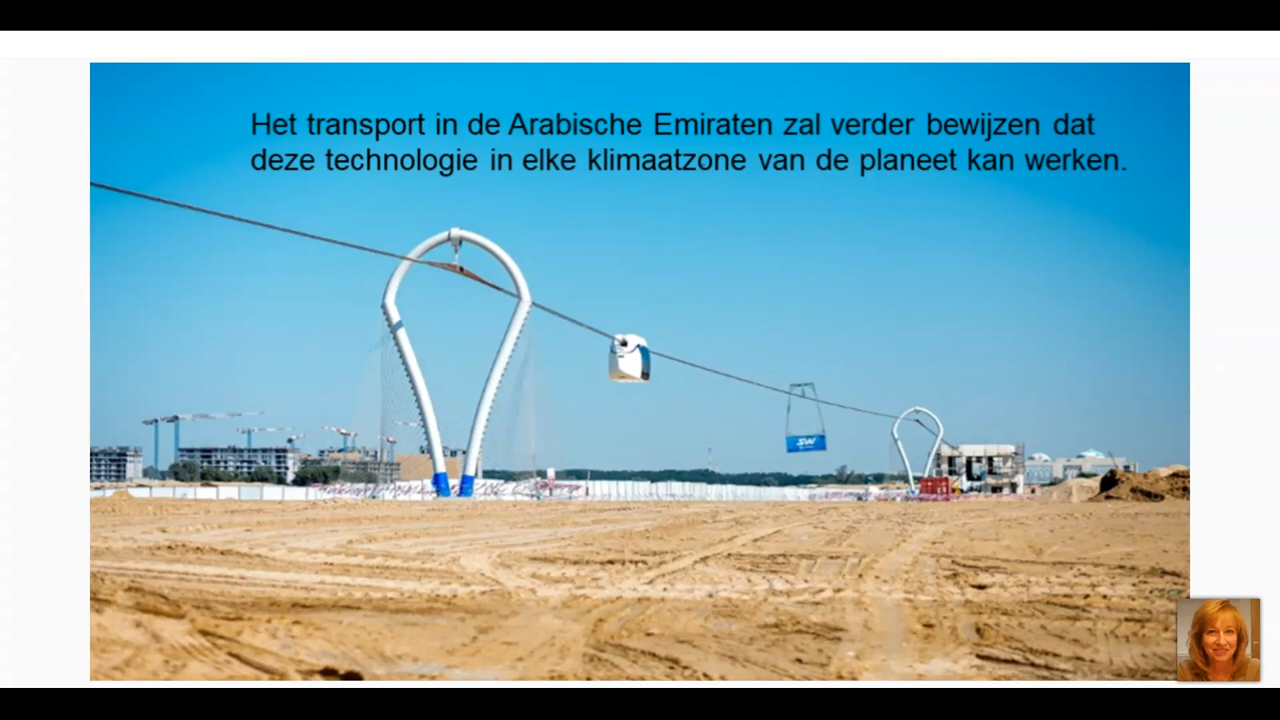 Het transport in de Arabische Emiraten zal verder bewijzen dat
deze technologie in elke klimaatzone van de planeet kan werken.
SW